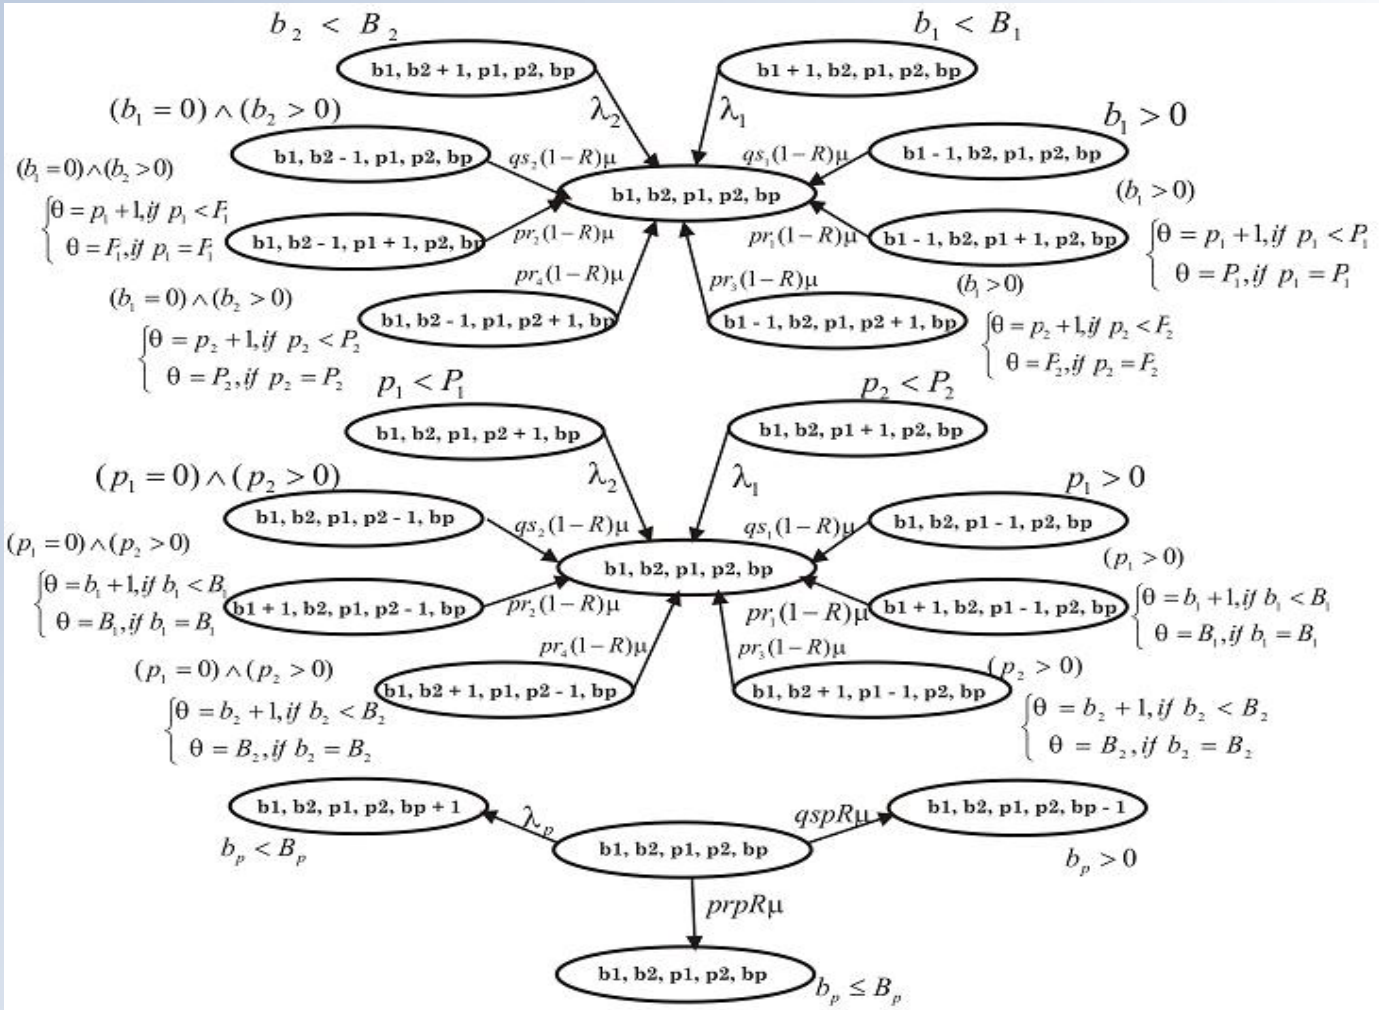 b₂ < B₂
b₁ < B₁
b1, b2 + 1, p1, p2, bp
b1 + 1, b2, p1, p2, bp
(b₁ = 0) ∧ (b₂ > 0)
λ₂
λ₁
b₁ > 0
b1, b2 - 1, p1, p2, bp
qs₂(1−R)μ
qs₁(1−R)μ
b1 - 1, b2, p1, p2, bp
(b₁ = 0) ∧ (b₂ > 0)
b1, b2, p1, p2, bp
(b₁ > 0)
{θ = p₁ + 1, if p₁ < P₁
θ = P₁, if p₁ = P₁
b1, b2 - 1, p1 + 1, p2, bp
pr₂(1−R)μ
pr₁(1−R)μ
b1 - 1, b2, p1 + 1, p2, bp
{θ = p₁ + 1, if p₁ < P₁
θ = P₁, if p₁ = P₁
pr₄(1−R)μ
pr₃(1−R)μ
(b₁ > 0)
(b₁ = 0) ∧ (b₂ > 0)
b1, b2 - 1, p1, p2 + 1, bp
b1 - 1, b2, p1, p2 + 1, bp
{θ = p₂ + 1, if p₂ < P₂
θ = P₂, if p₂ = P₂
{θ = p₂ + 1, if p₂ < P₂
θ = P₂, if p₂ = P₂
p₁ < P₁
p₂ < P₂
b1, b2, p1, p2 + 1, bp
b1, b2, p1 + 1, p2, bp
(p₁ = 0) ∧ (p₂ > 0)
λ₂
λ₁
p₁ > 0
b1, b2, p1, p2 - 1, bp
qs₂(1−R)μ
qs₁(1−R)μ
b1, b2, p1 - 1, p2, bp
(p₁ = 0) ∧ (p₂ > 0)
b1, b2, p1, p2, bp
(p₁ > 0)
{θ = b₁ + 1, if b₁ < B₁
θ = B₁, if b₁ = B₁
b1 + 1, b2, p1, p2 - 1, bp
pr₂(1−R)μ
pr₁(1−R)μ
b1 + 1, b2, p1 - 1, p2, bp
{θ = b₁ + 1, if b₁ < B₁
θ = B₁, if b₁ = B₁
pr₄(1−R)μ
pr₃(1−R)μ
(p₁ = 0) ∧ (p₂ > 0)
b1, b2 + 1, p1, p2 - 1, bp
b1, b2 + 1, p1 - 1, p2, bp
(p₂ > 0)
{θ = b₂ + 1, if b₂ < B₂
θ = B₂, if b₂ = B₂
{θ = b₂ + 1, if b₂ < B₂
θ = B₂, if b₂ = B₂
b1, b2, p1, p2, bp + 1
λₚ
qspRμ
b1, b2, p1, p2, bp - 1
bₚ < Bₚ
b1, b2, p1, p2, bp
bₚ > 0
prpRμ
b1, b2, p1, p2, bp
bₚ ≤ Bₚ